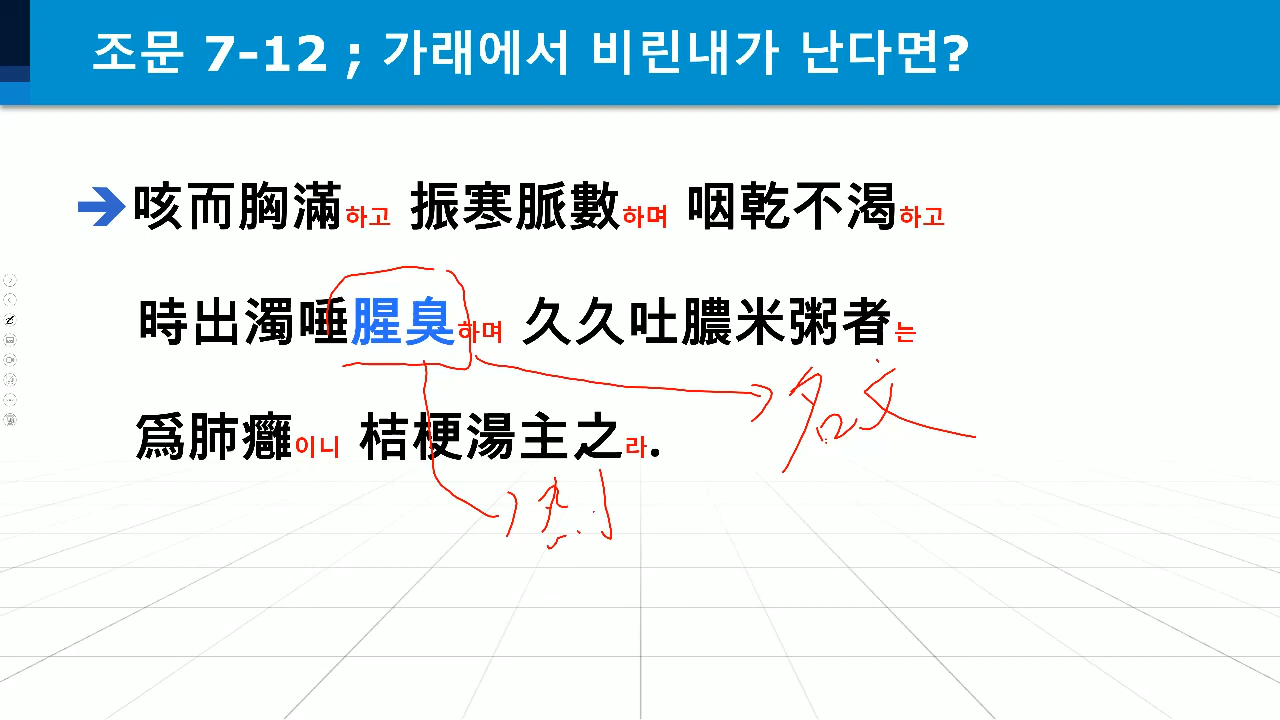 조문 7-12 ; 가래에서 비린내가 난다면?
咳而胸滿하고 振寒脈數하며 咽乾不渴하고
時出濁唾腥臭하며 久久吐膿米粥者는
名文
爲肺癰이니 桔梗湯主之라.